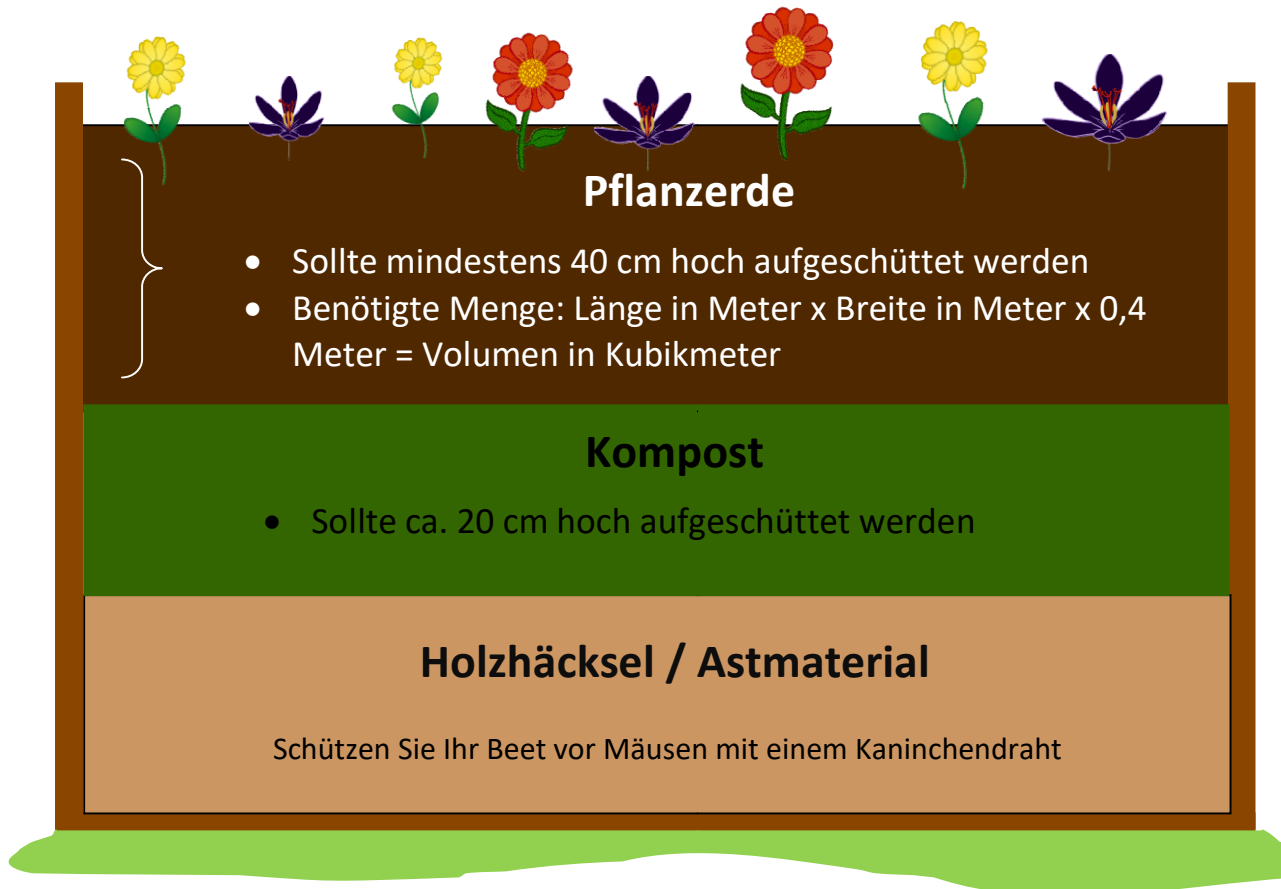 Pflanzerde
• Sollte mindestens 40 cm hoch aufgeschüttet werden
• Benötigte Menge: Länge in Meter x Breite in Meter x 0,4
Meter = Volumen in Kubikmeter
Kompost
• Sollte ca. 20 cm hoch aufgeschüttet werden
Holzhäcksel / Astmaterial
Schützen Sie Ihr Beet vor Mäusen mit einem Kaninchendraht